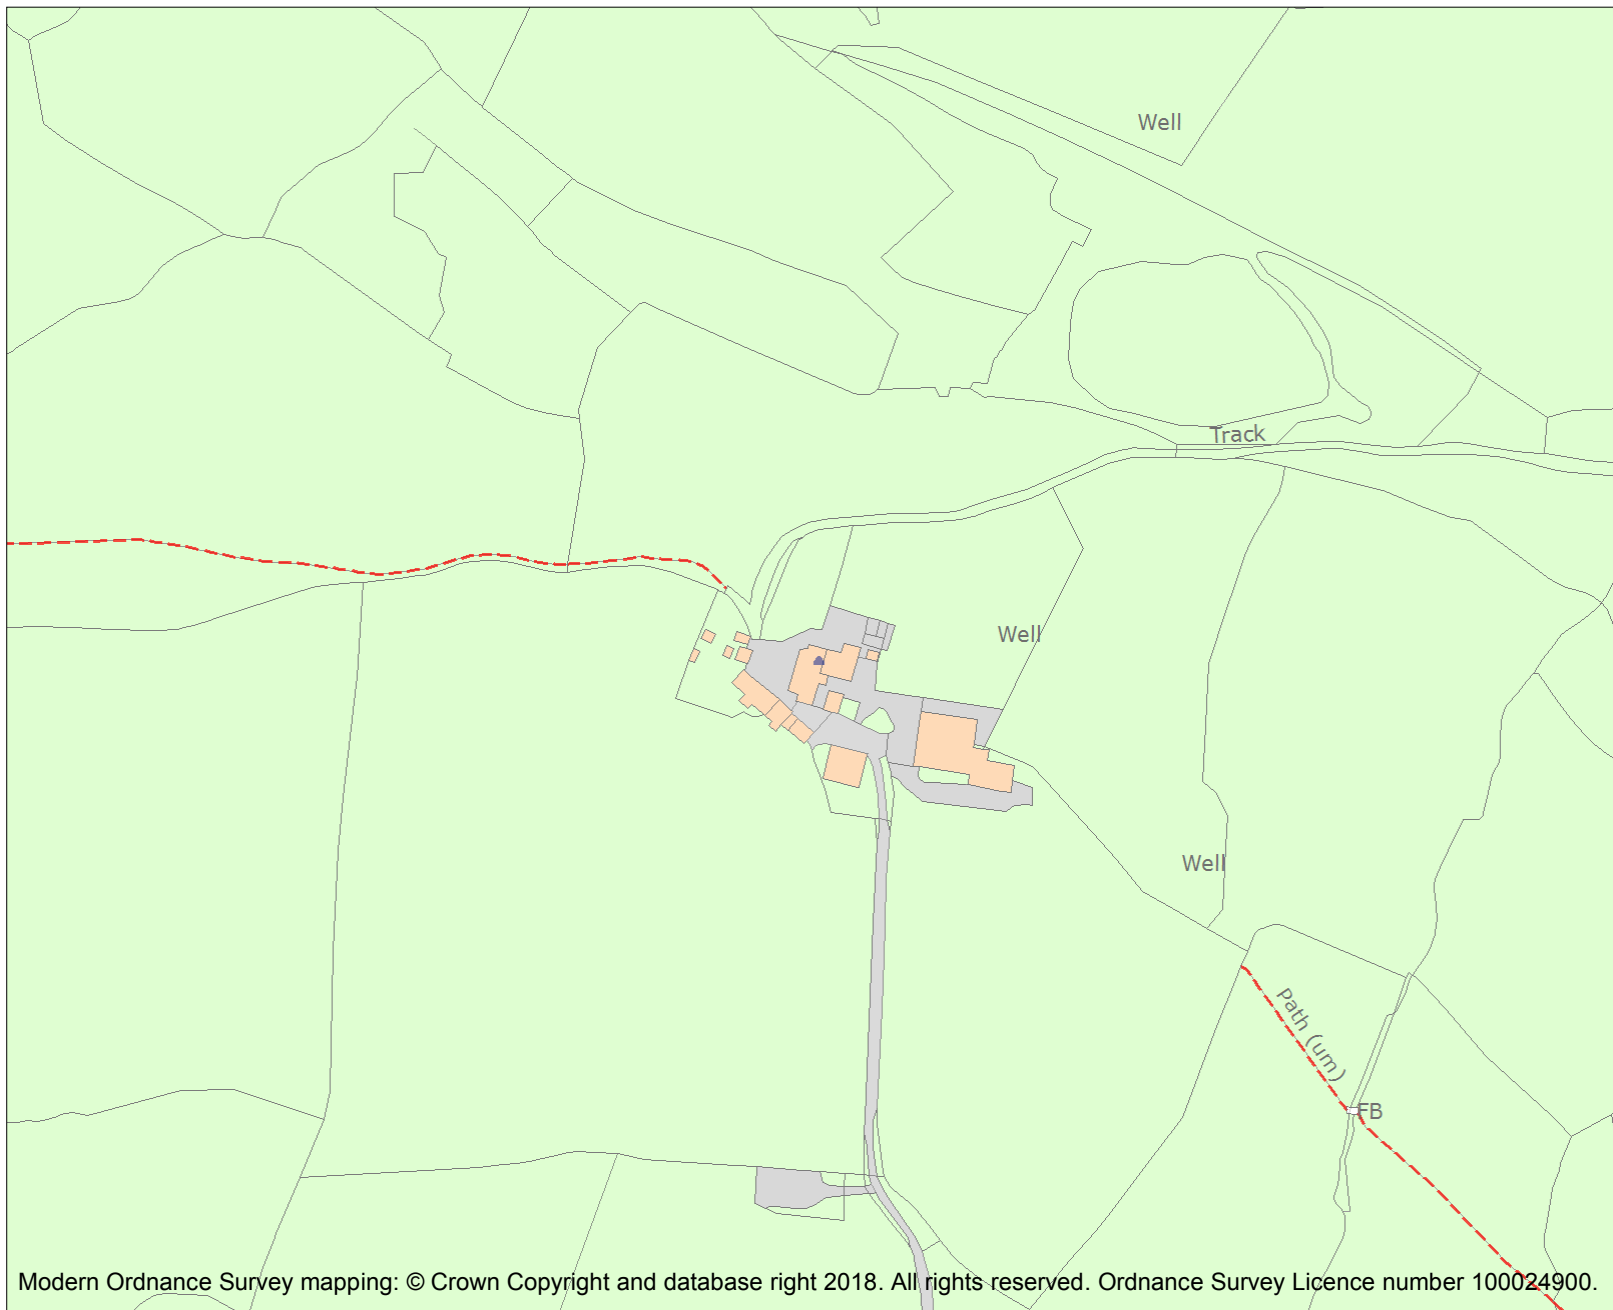 Well
Track
Well
Well
Path (um)
FB
Modern Ordnance Survey mapping: © Crown Copyright and database right 2018. All rights reserved. Ordnance Survey Licence number 100024900.